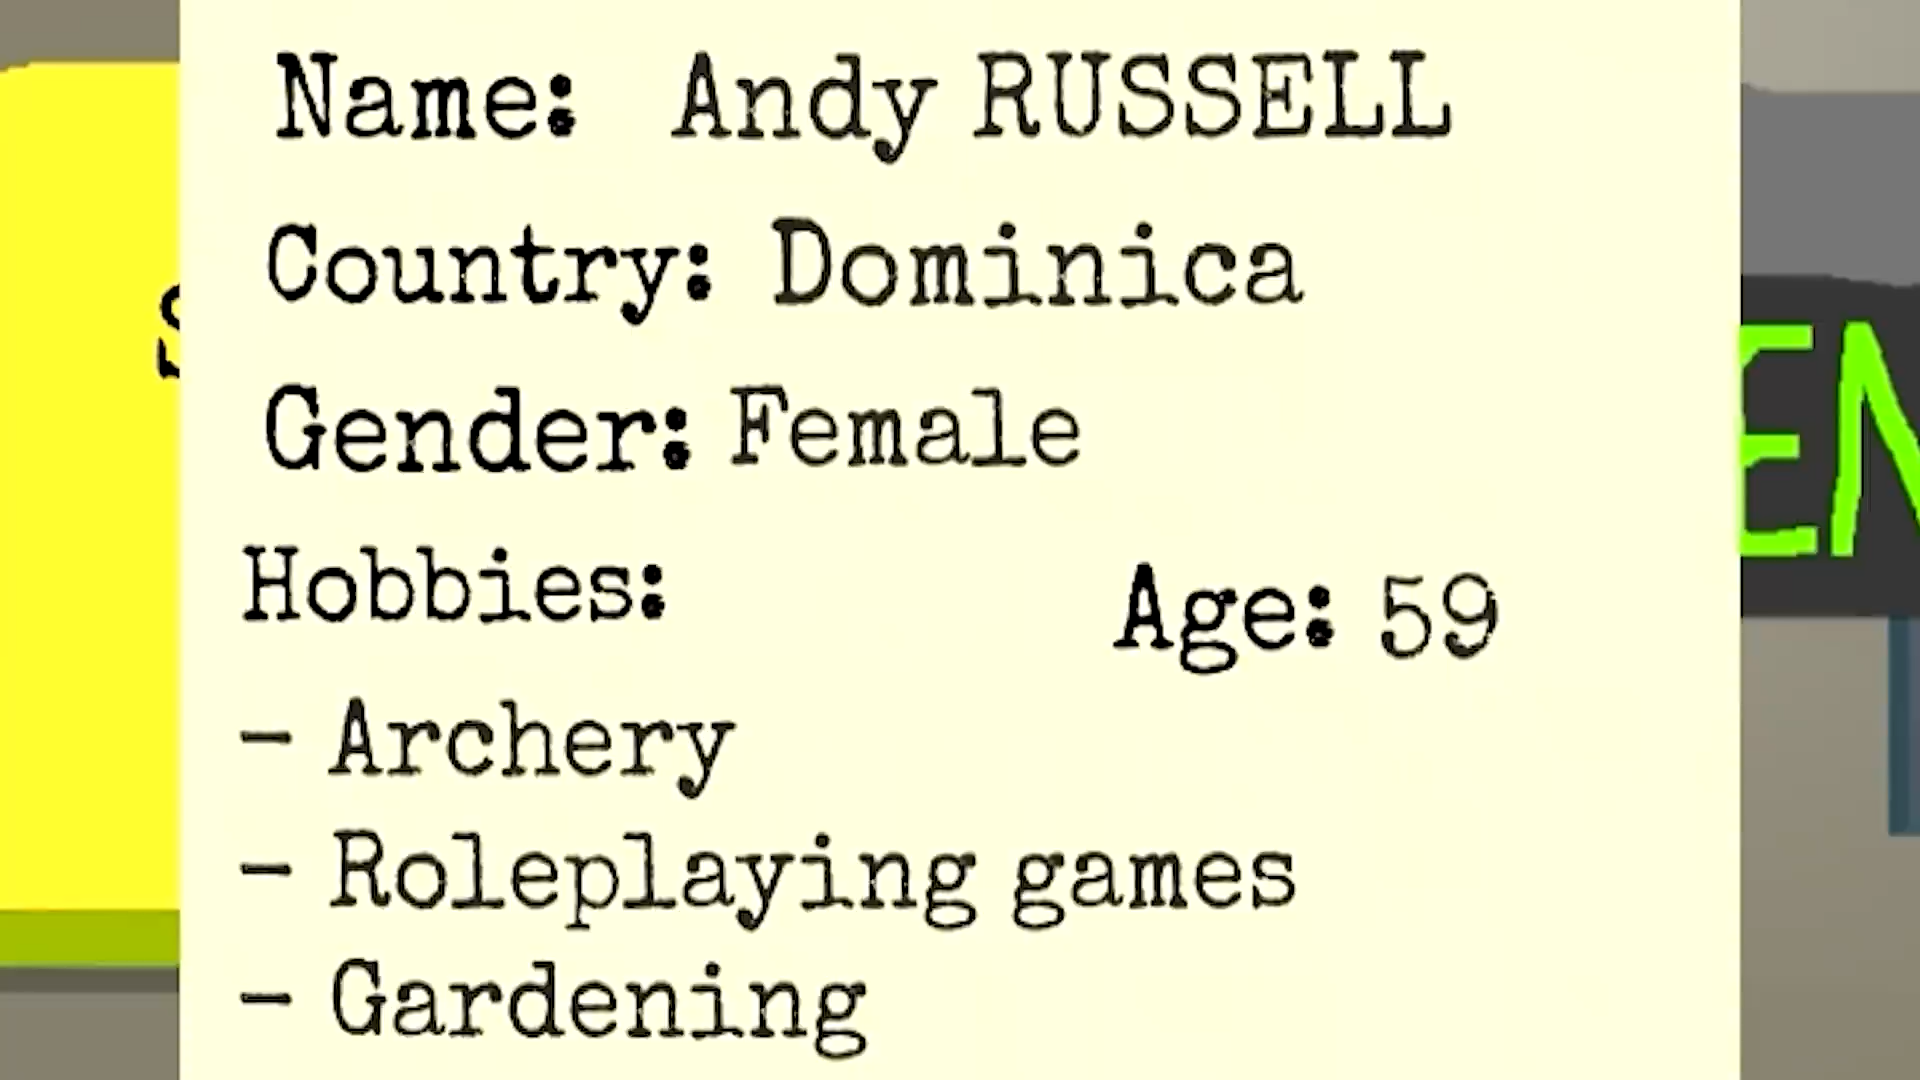 Name: Andy RUSSELL
Country: Dominica
Gender: Female
Hobbies:
Age: 59
- Archery
- Roleplaying games
- Gardening